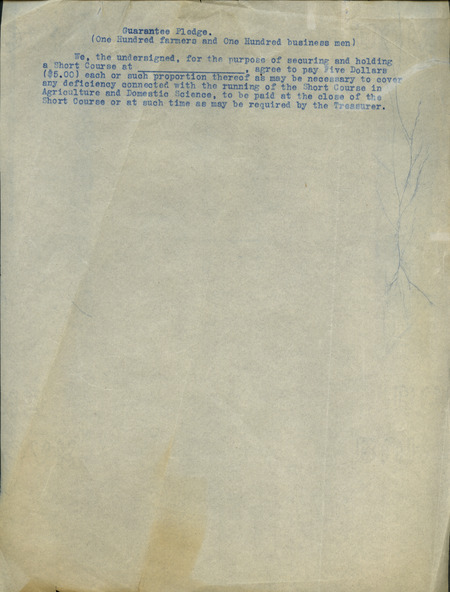 Guarantee Pledge.
(One Hundred farmers and One Hundred business men)
We, the undersigned, for the purpose of securing and holding
a Short Course at ____________________, agree to pay Five Dollars
($5.00) each or such proportion thereof as may be necessary to cover
any deficiency connected with the running of the Short Course in
Agriculture and Domestic Science, to be paid at the close of the
Short Course or at such time as may be required by the Treasurer.